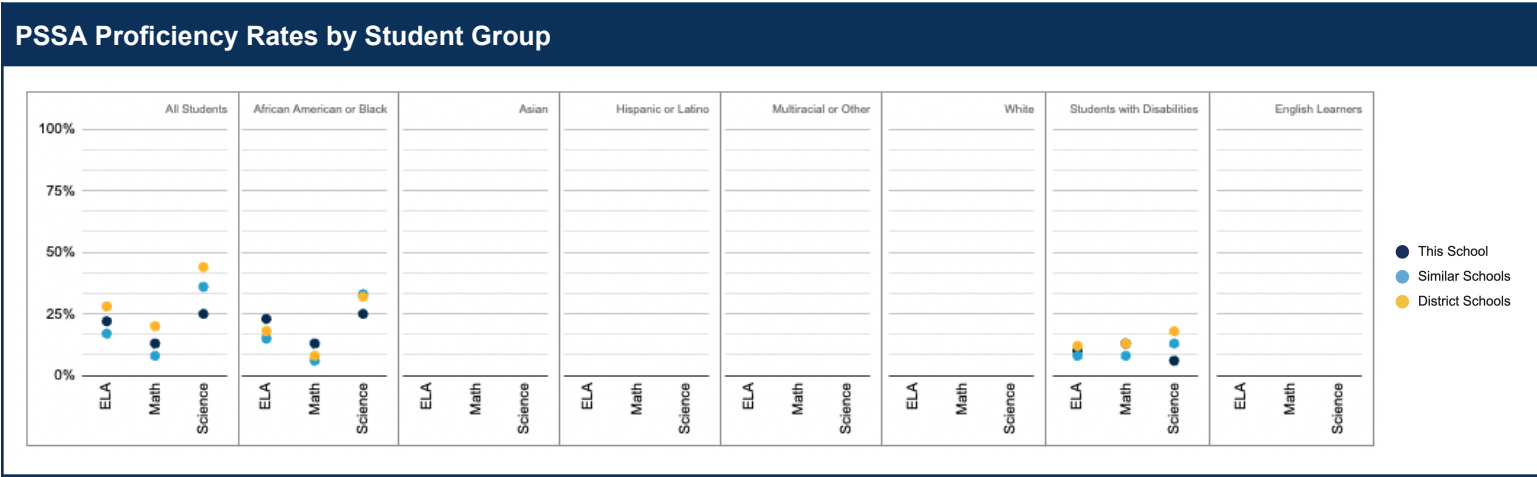 PSSA Proficiency Rates by Student Group
All Students
African American or Black
Asian
Hispanic or Latino
Multiracial or Other
White
Students with Disabilities
English Learners
100%
75%
50%
25%
0%
This School
Similar Schools
District Schools
ELA
Math
Science
ELA
Math
Science
ELA
Math
Science
ELA
Math
Science
ELA
Math
Science
ELA
Math
Science
ELA
Math
Science
ELA
Math
Science